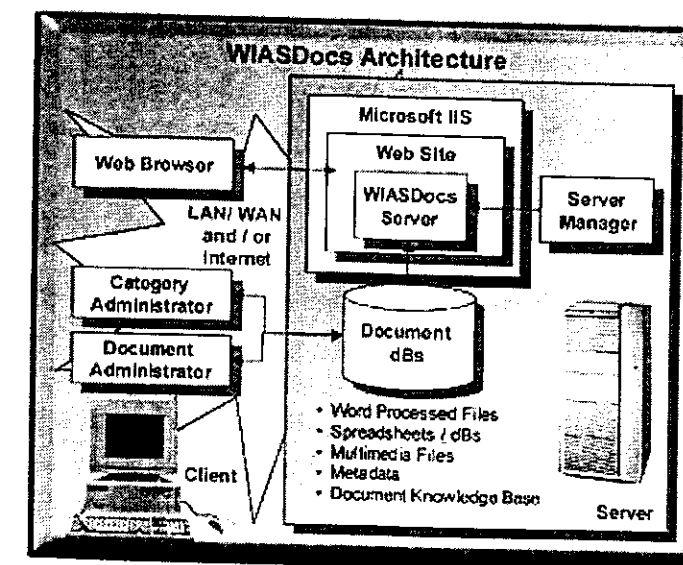 WIASDocs Architecture
Microsoft IIS
Web Site
Web Browser
WIASDocs
Server
Server
Manager
LAN/ WAN
and / or
Internet
Category
Administrator
Document
Administrator
Document
dBs
• Word Processed Files
• Spreadsheets / dBs
• Multimedia Files
• Metadata
• Document Knowledge Base
Client
Server